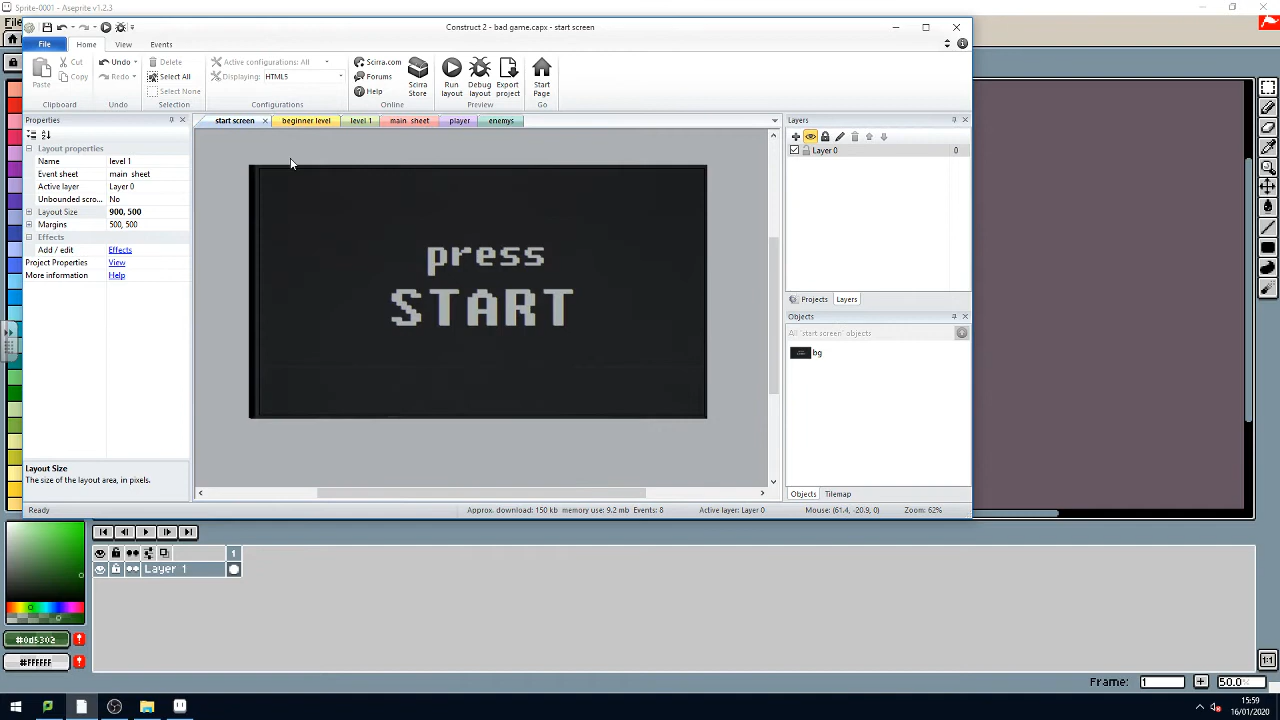 Sprite-0001 - Aseprite v1.2.3
Construct 2 - bad game.capx - start screen
File
Home
View
Events
Paste
Cut
Copy
Clipboard
Undo
Redo
Undo
Delete
Select All
Select None
Selection
Active configurations: All
Displaying:
HTML5
Configurations
Scirra.com
Forums
Help
Scirra Store
Online
Run layout
Debug layout
Export project
Preview
Start Page
Go
Properties
start screen
beginner level
level 1
main sheet
player
enemys
Layout properties
Name level 1
Event sheet main sheet
Active layer Layer 0
Unbounded scro... No
Layout Size 900, 500
Margins 500, 500
Effects
Add / edit Effects
Project Properties View
More information Help
press
START
Layers
Layer 0 0
Projects
Layers
Objects
All 'start screen' objects
bg
Layout Size
The size of the layout area, in pixels.
Objects
Tilemap
Ready
Approx. download: 150 kb memory use: 9.2 mb Events: 8
Active layer: Layer 0
Mouse: (61.4, -20.9, 0)
Zoom: 62%
1
Layer 1
#0d5302
#FFFFFF
1:1
Frame: 1
50.0%
15:59
16/01/2020